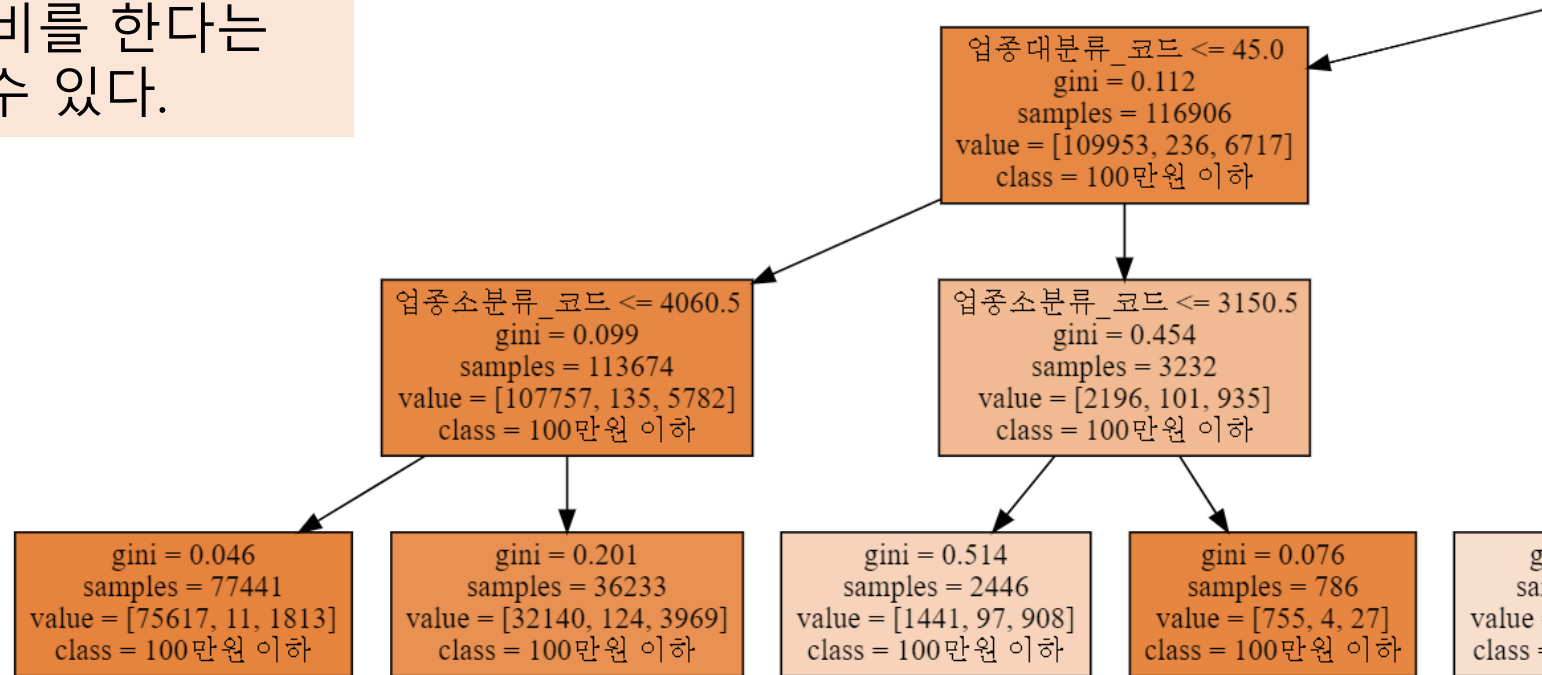 비를 한다는
수 있다.
업종대분류_코드 <= 45.0
gini = 0.112
samples = 116906
value = [109953, 236, 6717]
class = 100만원 이하
업종소분류_코드 <= 4060.5
gini = 0.099
samples = 113674
value = [107757, 135, 5782]
class = 100만원 이하
업종소분류_코드 <= 3150.5
gini = 0.454
samples = 3232
value = [2196, 101, 935]
class = 100만원 이하
gini = 0.046
samples = 77441
value = [75617, 11, 1813]
class = 100만원 이하
gini = 0.201
samples = 36233
value = [32140, 124, 3969]
class = 100만원 이하
gini = 0.514
samples = 2446
value = [1441, 97, 908]
class = 100만원 이하
gini = 0.076
samples = 786
value = [755, 4, 27]
class = 100만원 이하
value
class =